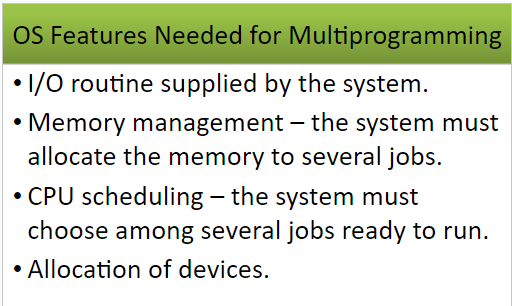 OS Features Needed for Multiprogramming
• I/O routine supplied by the system.
• Memory management – the system must
allocate the memory to several jobs.
• CPU scheduling – the system must
choose among several jobs ready to run.
• Allocation of devices.